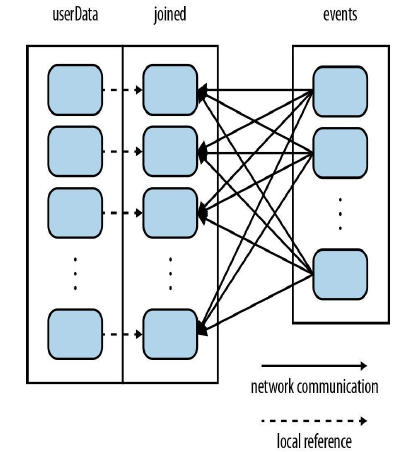 userData
joined
events
network communication
local reference